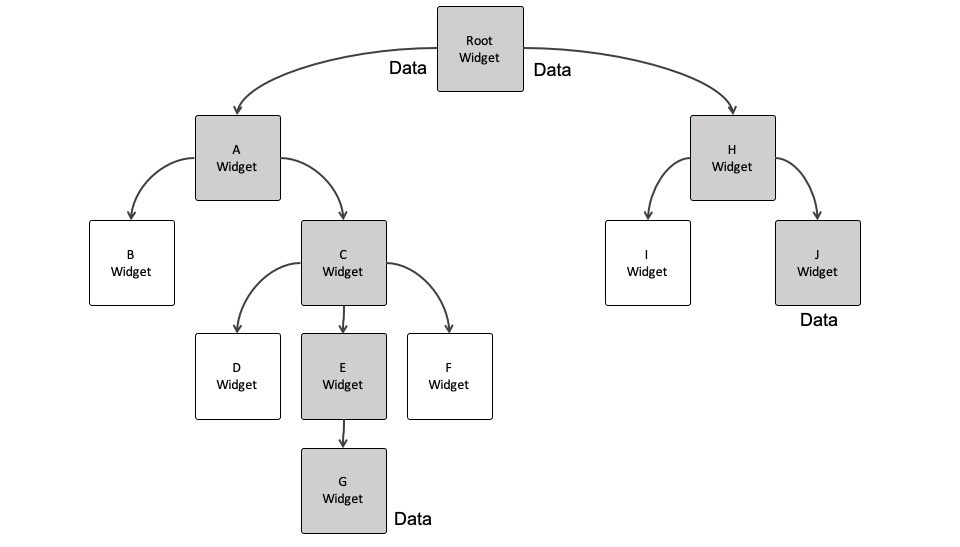 Root
Widget
Data
Data
A
Widget
H
Widget
B
Widget
C
Widget
I
Widget
J
Widget
Data
D
Widget
E
Widget
F
Widget
G
Widget
Data